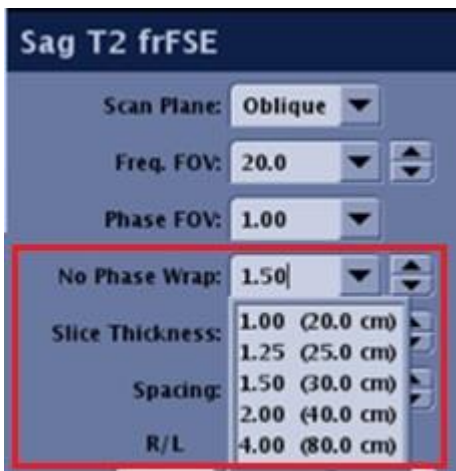 Sag T2 frFSE
Scan Plane: Oblique
Freq. FOV: 20.0
Phase FOV: 1.00
No Phase Wrap: 1.50
Slice Thickness:
1.00 (20.0 cm)
1.25 (25.0 cm)
Spacing:
1.50 (30.0 cm)
2.00 (40.0 cm)
R/L
4.00 (80.0 cm)